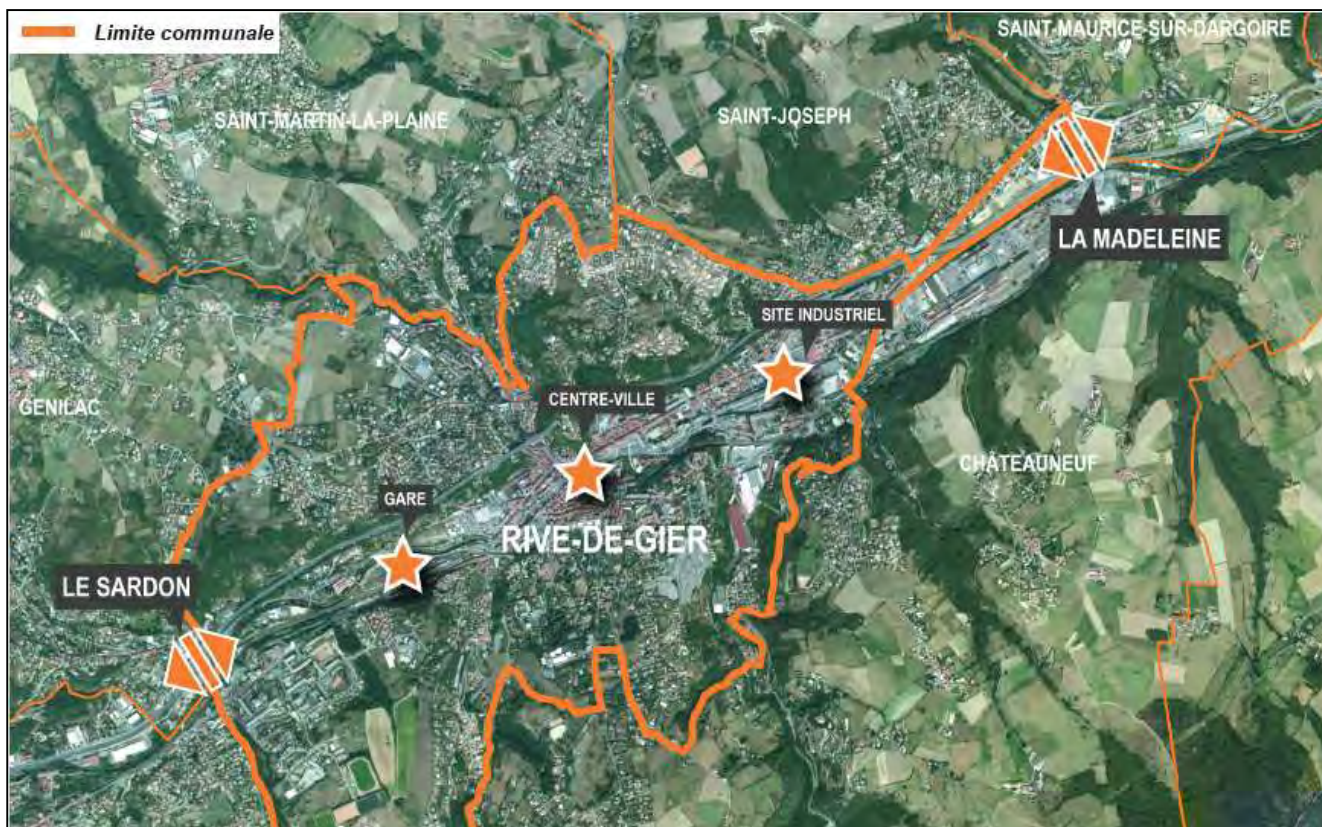 Limite communale
SAINT-MAURICE-SUR-DARGOIRE
SAINT-MARTIN-LA-PLAINE
SAINT-JOSEPH
LA MADELEINE
SITE INDUSTRIEL
CENTRE-VILLE
GÉNILAC
CHÂTEAUNEUF
GARE
RIVE-DE-GIER
LE SARDON